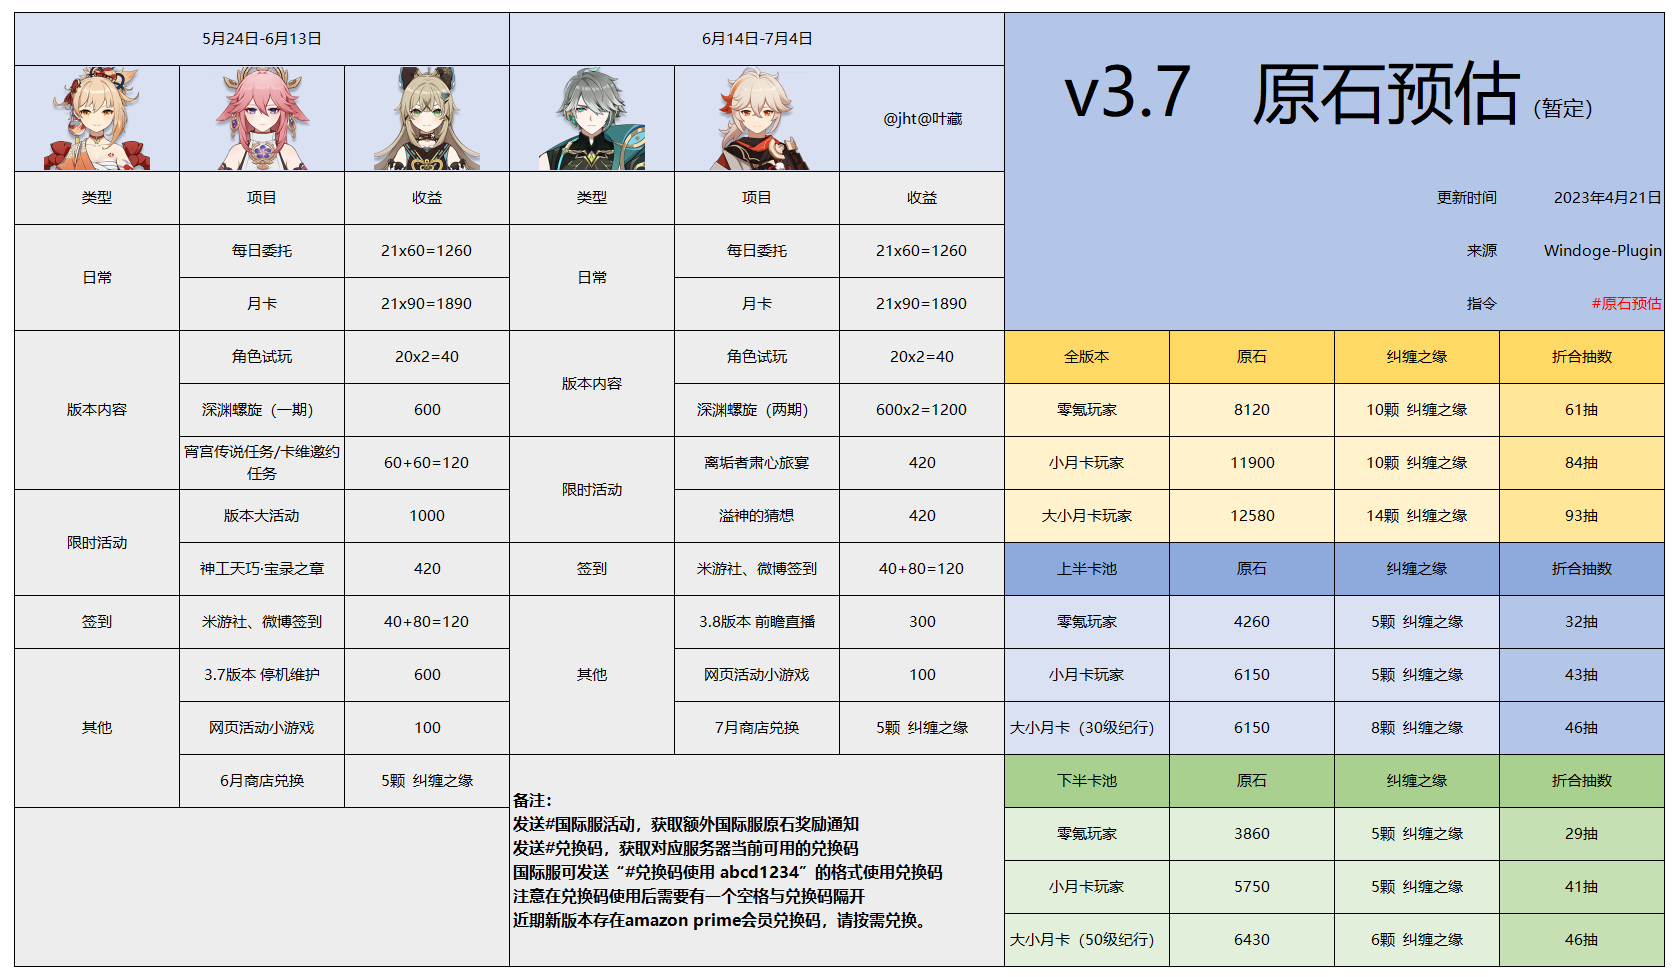 5月24日-6月13日
6月14日-7月4日
v3.7 原石预估（暂定）
@jht@叶藏
类型 项目 收益 类型 项目 收益
更新时间 2023年4月21日
日常 每日委托 21x60=1260 日常 每日委托 21x60=1260
来源 Windoge-Plugin
月卡 21x90=1890 月卡 21x90=1890
指令 #原石预估
版本内容 角色试玩 20x2=40 版本内容 角色试玩 20x2=40
全版本 原石 纠缠之缘 折合抽数
深渊螺旋（一期） 600 深渊螺旋（两期） 600x2=1200
零氪玩家 8120 10颗 纠缠之缘 61抽
宵宫传说任务/卡维邀约
任务
60+60=120
限时活动 离垢者肃心旅宴 420
小月卡玩家 11900 10颗 纠缠之缘 84抽
限时活动 版本大活动 1000 溢神的猜想 420
大小月卡玩家 12580 14颗 纠缠之缘 93抽
神工天巧·宝录之章 420 签到 米游社、微博签到 40+80=120
上半卡池 原石 纠缠之缘 折合抽数
签到 米游社、微博签到 40+80=120 其他 3.8版本 前瞻直播 300
零氪玩家 4260 5颗 纠缠之缘 32抽
其他 3.7版本 停机维护 600 网页活动小游戏 100
小月卡玩家 6150 5颗 纠缠之缘 43抽
网页活动小游戏 100 7月商店兑换 5颗 纠缠之缘
大小月卡（30级纪行） 6150 8颗 纠缠之缘 46抽
6月商店兑换 5颗 纠缠之缘
下半卡池 原石 纠缠之缘 折合抽数
零氪玩家 3860 5颗 纠缠之缘 29抽
小月卡玩家 5750 5颗 纠缠之缘 41抽
大小月卡（50级纪行） 6430 6颗 纠缠之缘 46抽
备注：
发送#国际服活动，获取额外国际服原石奖励通知
发送#兑换码，获取对应服务器当前可用的兑换码
国际服可发送“#兑换码使用 abcd1234”的格式使用兑换码
注意在兑换码使用后需要有一个空格与兑换码隔开
近期新版本存在amazon prime会员兑换码，请按需兑换。